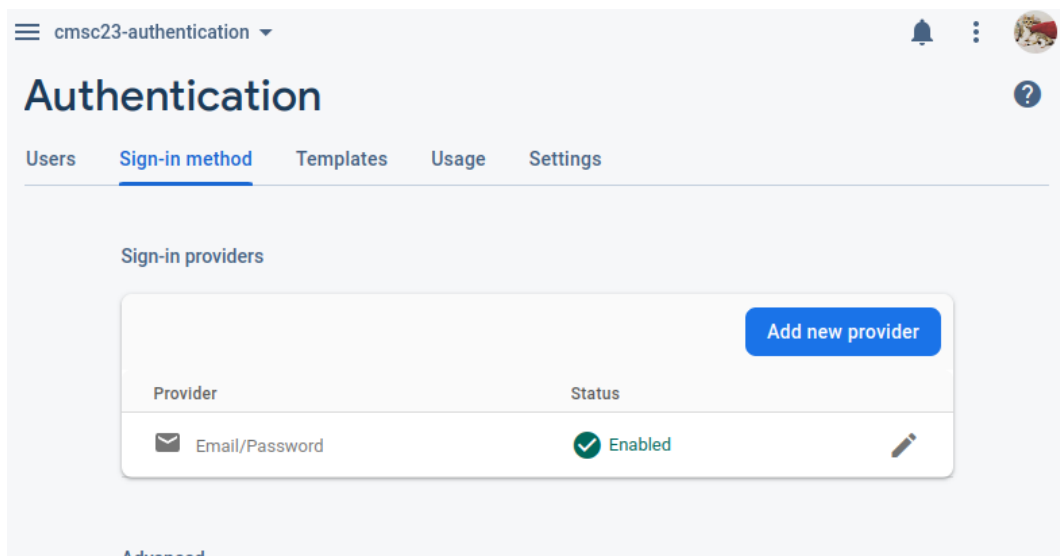 cmsc23-authentication
Authentication
Users Sign-in method Templates Usage Settings
Sign-in providers
Add new provider
Provider Status
Email/Password Enabled
Advanced